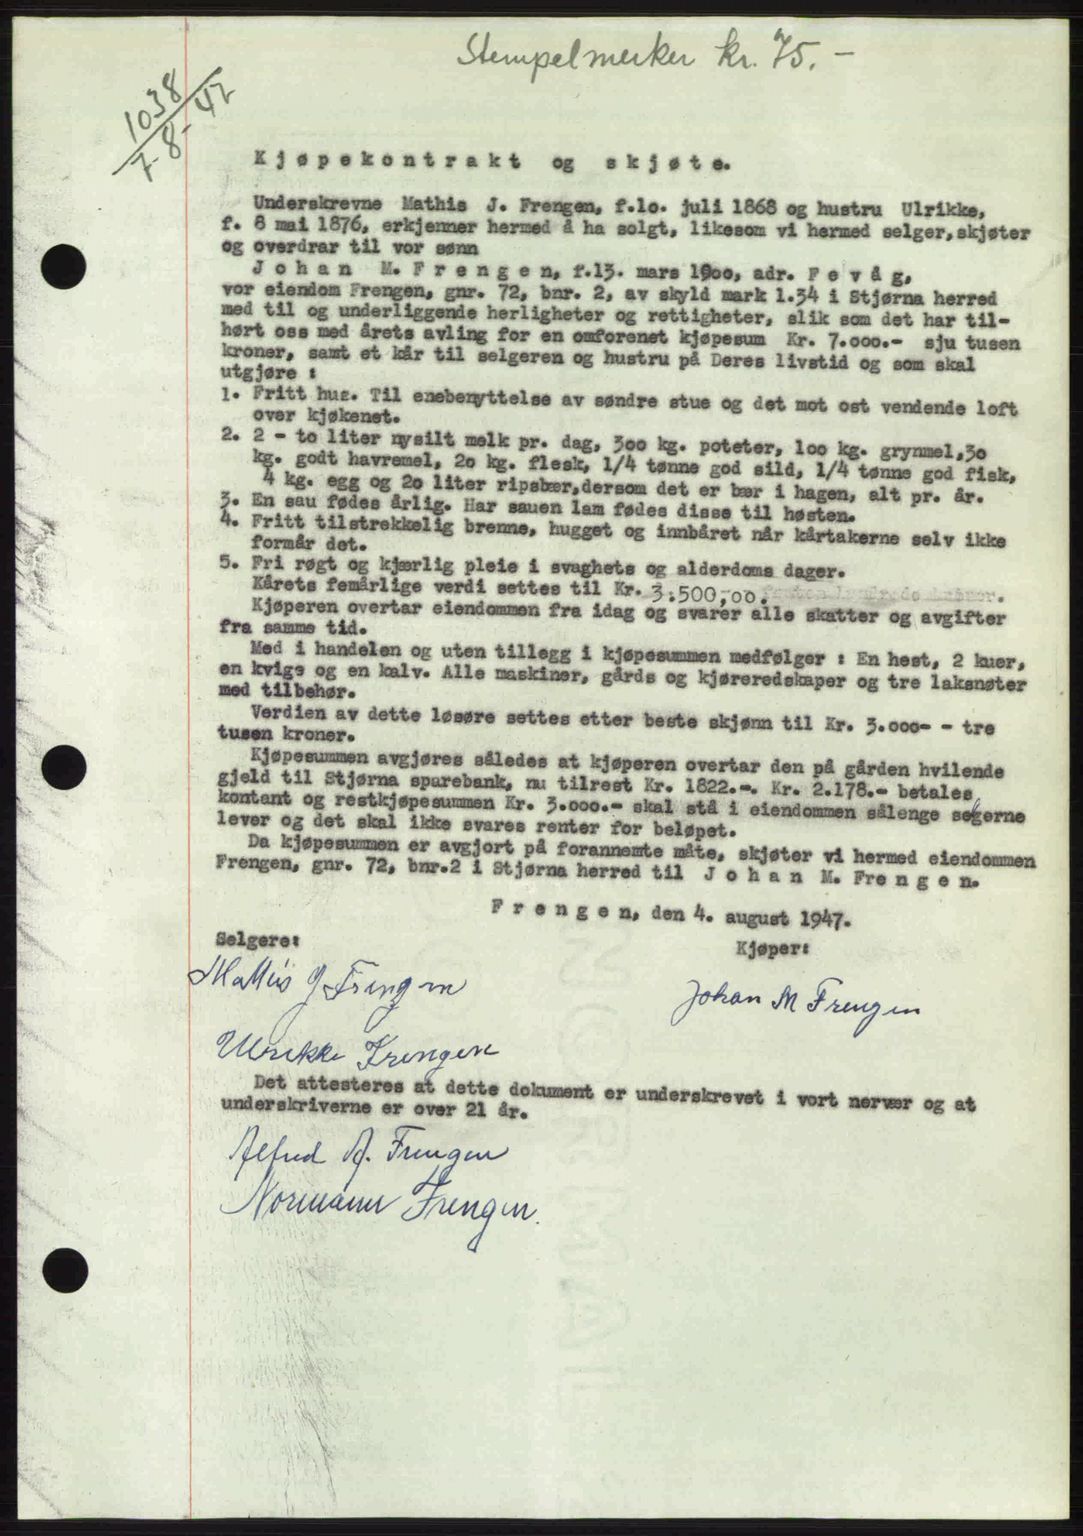 Stempelmerker kr. 75.-
1038
7-8-47
Kjøpekontrakt og skjøte.
Underskrevne Mathis J. Frengen, f.lo. juli 1868 og hustru Ulrikke,
f. 8 mai 1876, erkjenner hermed å ha solgt, likesom vi hermed selger,skjøter
og overdrar til vor sønn
Johan M. Frengen, f.13. mars 19oo, adr. Fevåg,
vor eiendom Frengen, gnr. 72, bnr. 2, av skyld mark 1.34 i Stjørna herred
med til og underliggende herligheter og rettigheter, slik som det har til-
hørt oss med årets avling for en omforenet kjøpesum Kr. 7.ooo.- sju tusen
kroner, samt et kår til selgeren og hustru på Deres livstid og som skal
utgjøre :
1. Fritt hus. Til enebenyttelse av søndre stue og det mot ost vendende loft
over kjøkenet.
2. 2 - to liter nysilt melk pr. dag, 3oo kg. poteter, loo kg. grynmel,3o
kg. godt havremel, 2o kg. flesk, 1/4 tønne god sild, 1/4 tønne god fisk,
4 kg. egg og 2o liter ripsbær,dersom det er bær i hagen, alt pr. år.
3. En sau fødes årlig. Har sauen lam fødes disse til høsten.
4. Fritt tilstrekkelig brenne, hugget og innbåret når kårtakerne selv ikke
formår det.
5. Fri røgt og kjærlig pleie i svaghets og alderdoms dager.
Kårets femårlige verdi settes til Kr. 3.500,oo.
Kjøperen overtar eiendommen fra idag og svarer alle skatter og avgifter
fra samme tid.
Med i handelen og uten tillegg i kjøpesummen medfølger : En hest, 2 kuer,
en kvige og en kalv. Alle maskiner, gårds og kjøreredskaper og tre laksnøter
med tilbehør.
Verdien av dette løsøre settes etter beste skjønn til Kr. 3.ooo- - tre
tusen kroner.
Kjøpesummen avgjøres således at kjøperen overtar den på gården hvilende
gjeld til Stjørna sparebank, nu tilrest Kr. 1822.-. Kr. 2.178.- betales
kontant og restkjøpesummen Kr. 3.ooo.- skal stå i eiendommen sålenge selgerne
lever og det skal ikke svares renter for beløpet.
Da kjøpesummen er avgjort på forannemte måte, skjøter vi hermed eiendommen
Frengen, gnr. 72, bnr.2 i Stjørna herred til Johan M. Frengen.
Frengen, den 4. august 1947.
Selgere:
Kjøper:
Mathis J Frengen
Johan M Frengen
Ulrikke Frengen
Det attesteres at dette dokument er underskrevet i vort nervær og at
underskriverne er over 21 år.
Alfred A. Frengen
Normann Frengen.
NORMAL